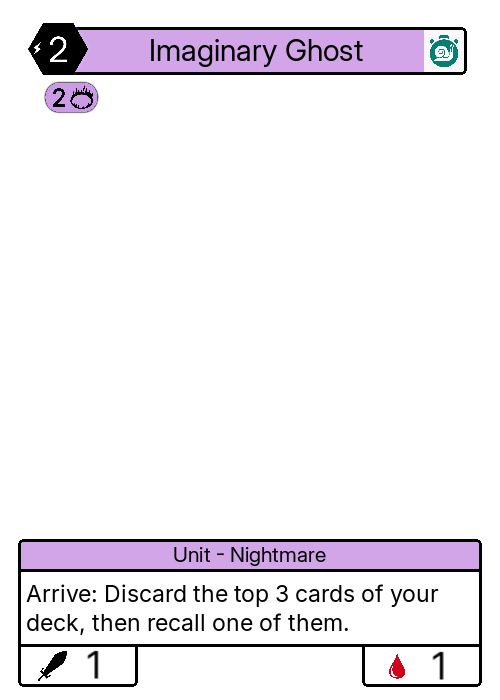 2 Imaginary Ghost
2
Unit - Nightmare
Arrive: Discard the top 3 cards of your
deck, then recall one of them.
1 1